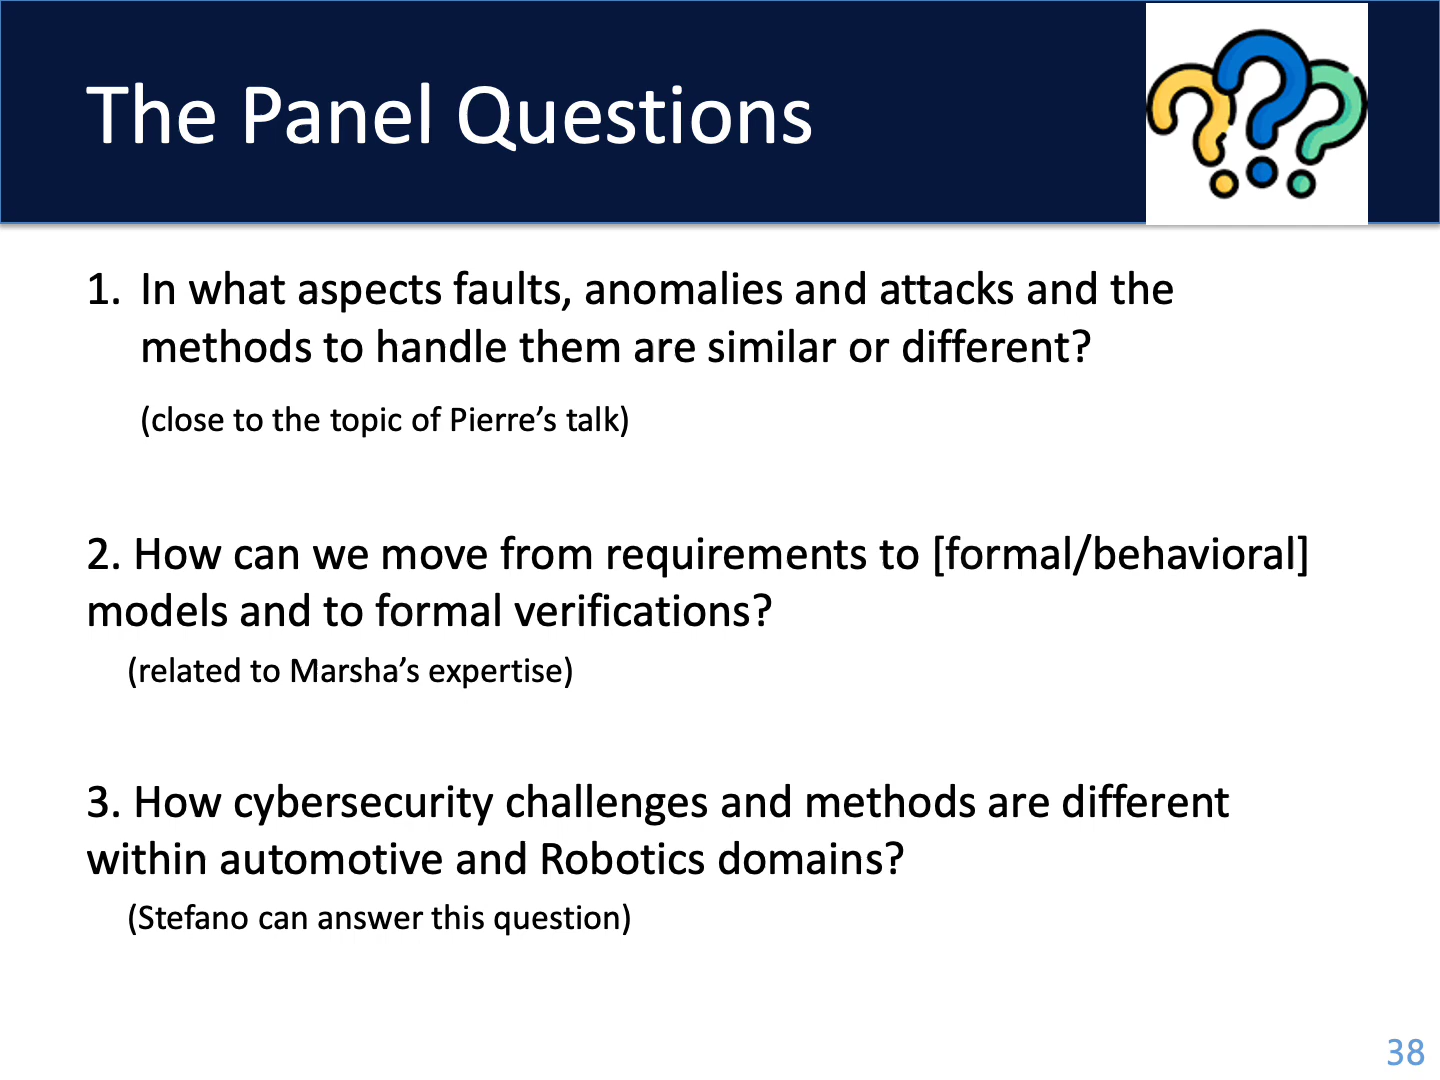 The Panel Questions
1. In what aspects faults, anomalies and attacks and the
methods to handle them are similar or different?
(close to the topic of Pierre’s talk)
2. How can we move from requirements to [formal/behavioral]
models and to formal verifications?
(related to Marsha’s expertise)
3. How cybersecurity challenges and methods are different
within automotive and Robotics domains?
(Stefano can answer this question)
38